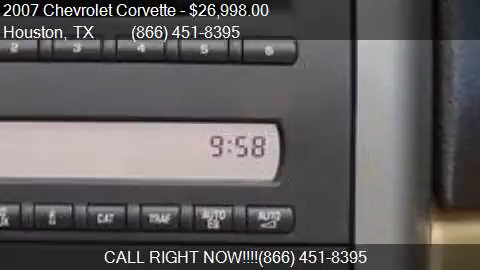 2007 Chevrolet Corvette - $26,998.00
Houston, TX (866) 451-8395
2 3 4 5 6
9:58
CAT TRAF AUTO AUTO
CALL RIGHT NOW!!!!(866) 451-8395